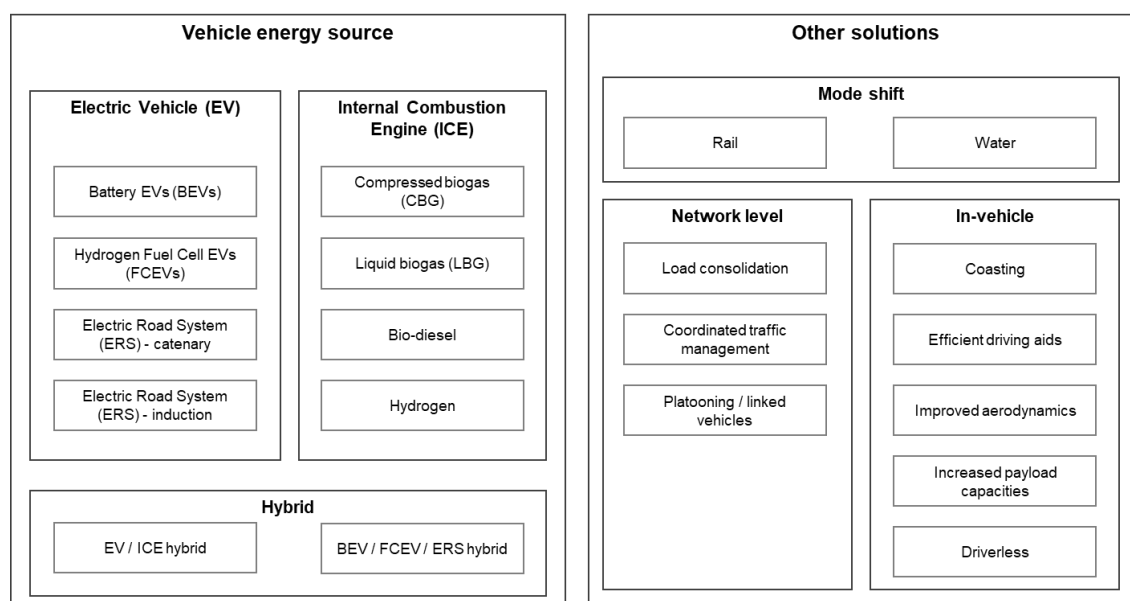 Vehicle energy source
Electric Vehicle (EV)
Battery EVs (BEVs)
Hydrogen Fuel Cell EVs
(FCEVs)
Electric Road System
(ERS) - catenary
Electric Road System
(ERS) - induction
Internal Combustion
Engine (ICE)
Compressed biogas
(CBG)
Liquid biogas (LBG)
Bio-diesel
Hydrogen
Hybrid
EV / ICE hybrid
BEV / FCEV / ERS hybrid
Other solutions
Mode shift
Rail
Water
Network level
Load consolidation
Coordinated traffic
management
Platooning / linked
vehicles
In-vehicle
Coasting
Efficient driving aids
Improved aerodynamics
Increased payload
capacities
Driverless